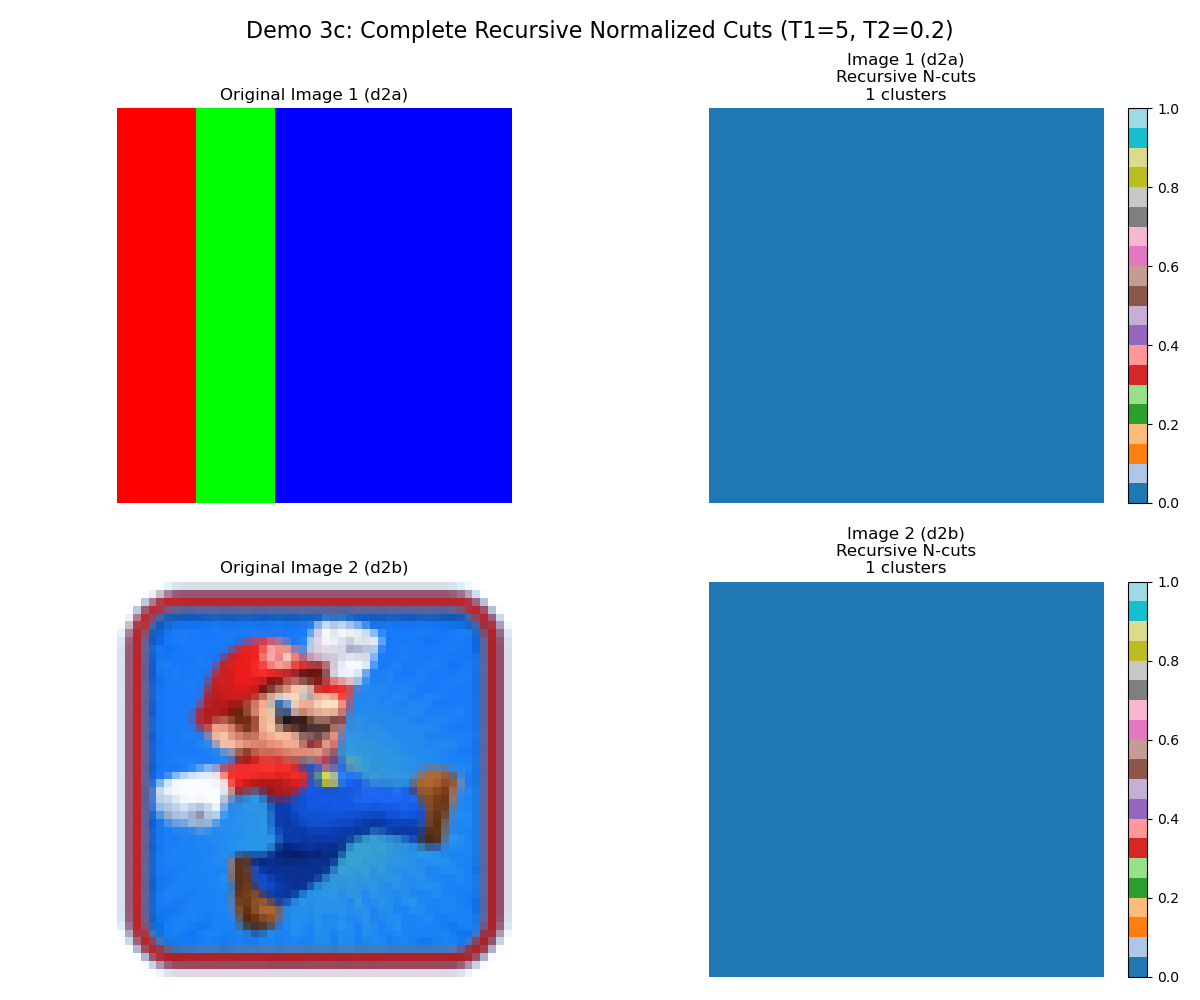 Demo 3c: Complete Recursive Normalized Cuts (T1=5, T2=0.2)
Original Image 1 (d2a)
Image 1 (d2a)
Recursive N-cuts
1 clusters
1.0
0.8
0.6
0.4
0.2
0.0
Original Image 2 (d2b)
Image 2 (d2b)
Recursive N-cuts
1 clusters
1.0
0.8
0.6
0.4
0.2
0.0